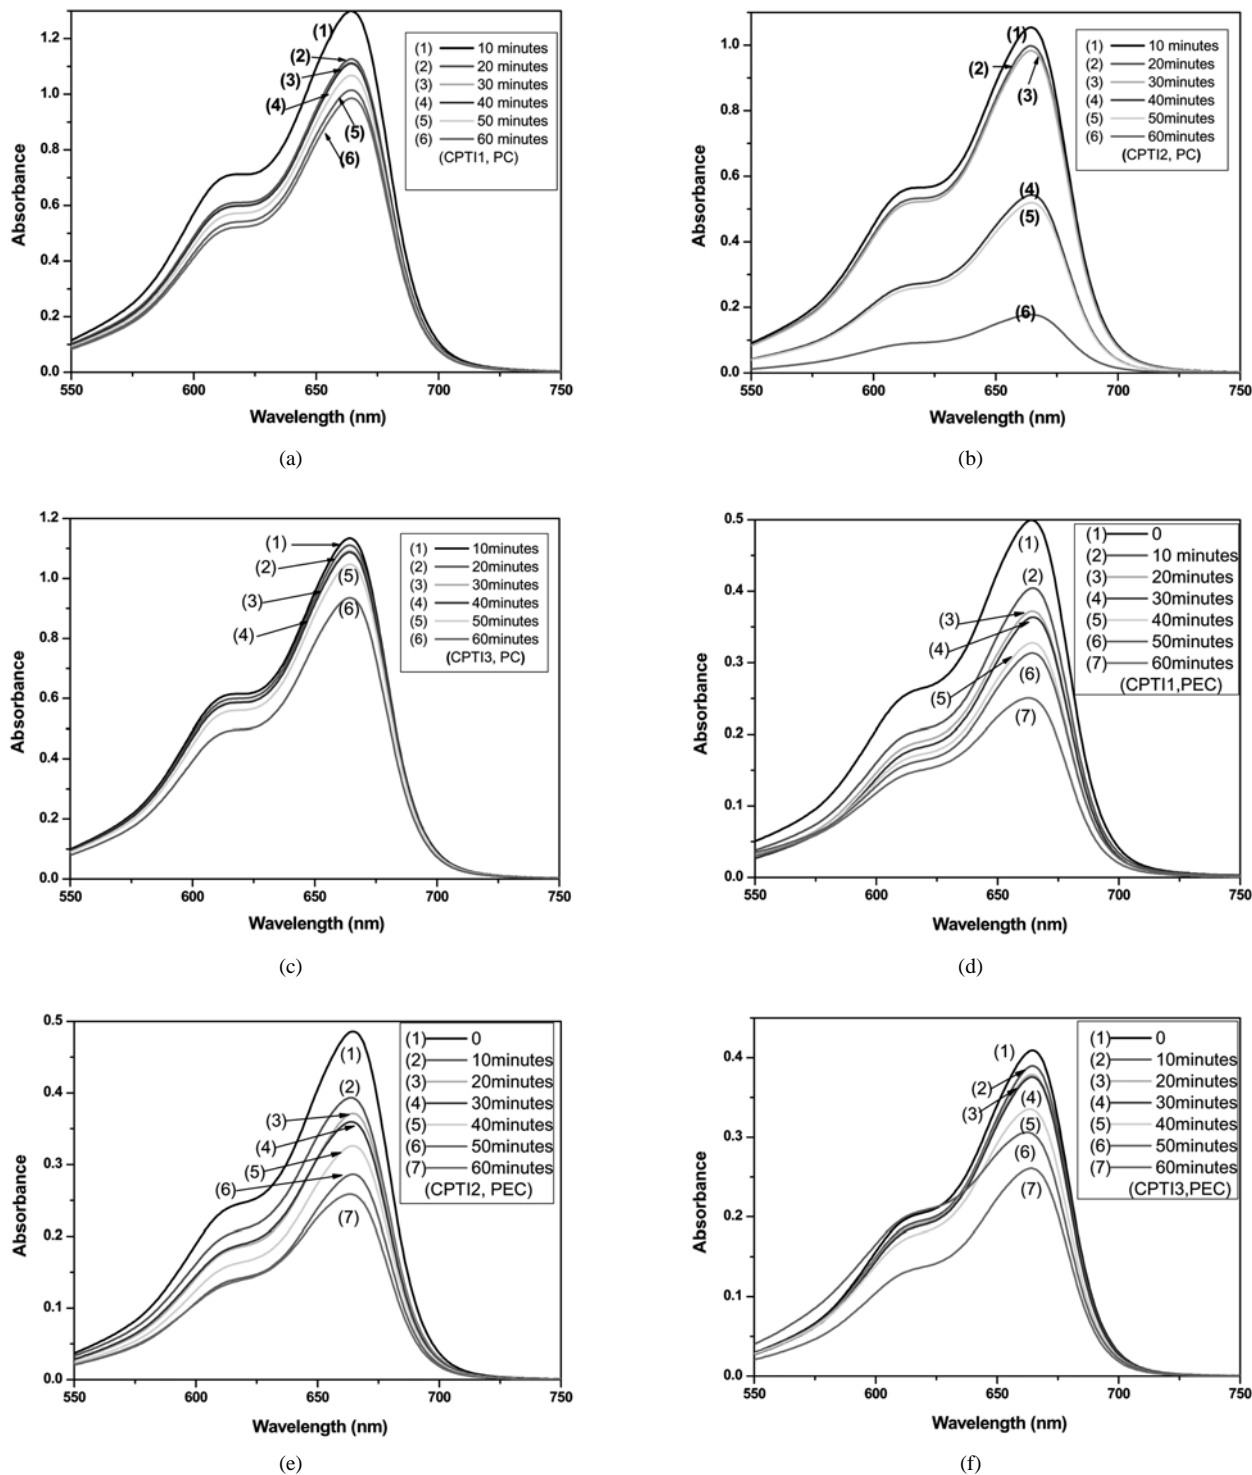 (1)
(2)
(3)
(4)
(5)
(6)
(1) 10 minutes
(2) 20 minutes
(3) 30 minutes
(4) 40 minutes
(5) 50 minutes
(6) 60 minutes
(CPTI1, PC)
Absorbance
1.2
1.0
0.8
0.6
0.4
0.2
0.0
550 600 650 700 750
Wavelength (nm)
(a)
(1)
(2)
(3)
(4)
(5)
(6)
(1) 10 minutes
(2) 20minutes
(3) 30minutes
(4) 40minutes
(5) 50minutes
(6) 60minutes
(CPTI2, PC)
Absorbance
1.0
0.8
0.6
0.4
0.2
0.0
550 600 650 700 750
Wavelength (nm)
(b)
(1)
(2)
(3)
(4)
(5)
(6)
(1) 10minutes
(2) 20minutes
(3) 30minutes
(4) 40minutes
(5) 50minutes
(6) 60minutes
(CPTI3, PC)
Absorbance
1.2
1.0
0.8
0.6
0.4
0.2
0.0
550 600 650 700 750
Wavelength (nm)
(c)
(1)
(2)
(3)
(4)
(5)
(6)
(7)
(1) 0
(2) 10 minutes
(3) 20minutes
(4) 30minutes
(5) 40minutes
(6) 50minutes
(7) 60minutes
(CPTI1,PEC)
Absorbance
0.5
0.4
0.3
0.2
0.1
0.0
550 600 650 700 750
Wavelength (nm)
(d)
(1)
(2)
(3)
(4)
(5)
(6)
(7)
(1) 0
(2) 10minutes
(3) 20minutes
(4) 30minutes
(5) 40minutes
(6) 50minutes
(7) 60minutes
(CPTI2, PEC)
Absorbance
0.5
0.4
0.3
0.2
0.1
0.0
550 600 650 700 750
Wavelength (nm)
(e)
(1)
(2)
(3)
(4)
(5)
(6)
(7)
(1) 0
(2) 10minutes
(3) 20minutes
(4) 30minutes
(5) 40minutes
(6) 50minutes
(7) 60minutes
(CPTI3,PEC)
Absorbance
0.4
0.3
0.2
0.1
0.0
550 600 650 700 750
Wavelength (nm)
(f)